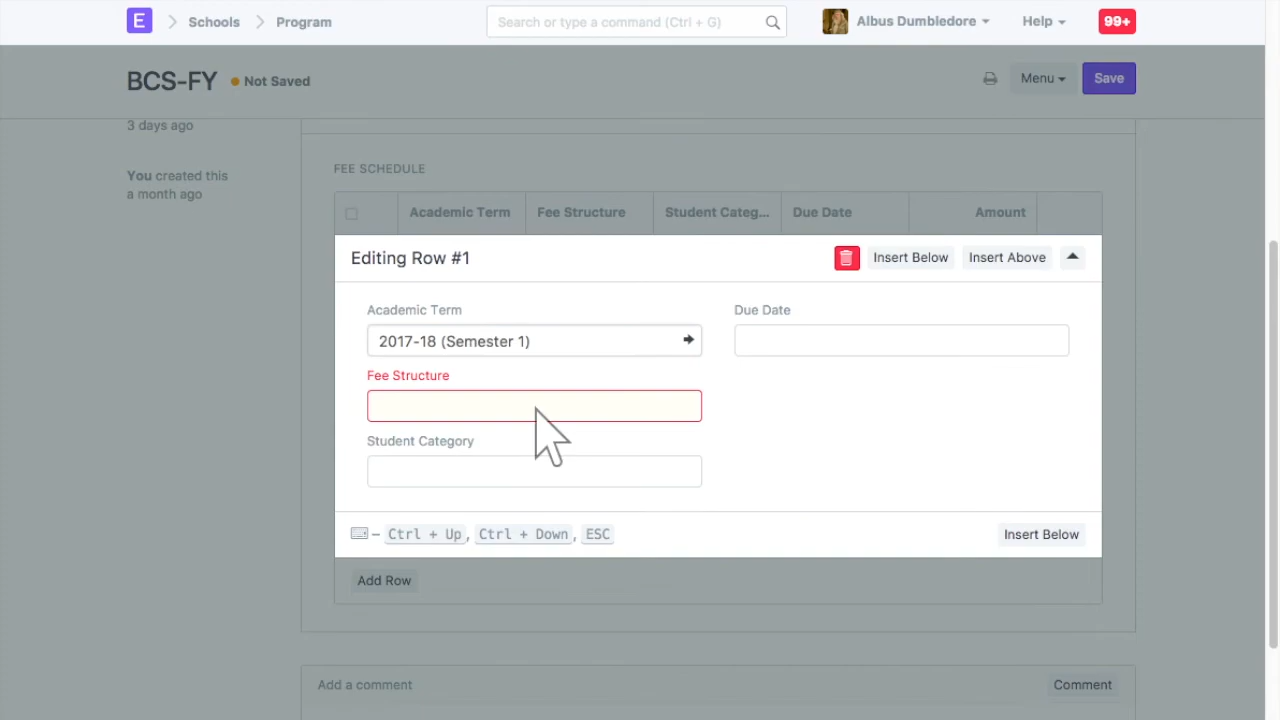 E Schools Program Search or type a command (Ctrl + G) Albus Dumbledore Help 99+
BCS-FY Not Saved Menu Save
3 days ago
You created this
a month ago
FEE SCHEDULE
Academic Term Fee Structure Student Categ... Due Date Amount
Editing Row #1 Insert Below Insert Above
Academic Term Due Date
2017-18 (Semester 1)
Fee Structure
Student Category
– Ctrl + Up, Ctrl + Down, ESC Insert Below
Add Row
Add a comment Comment